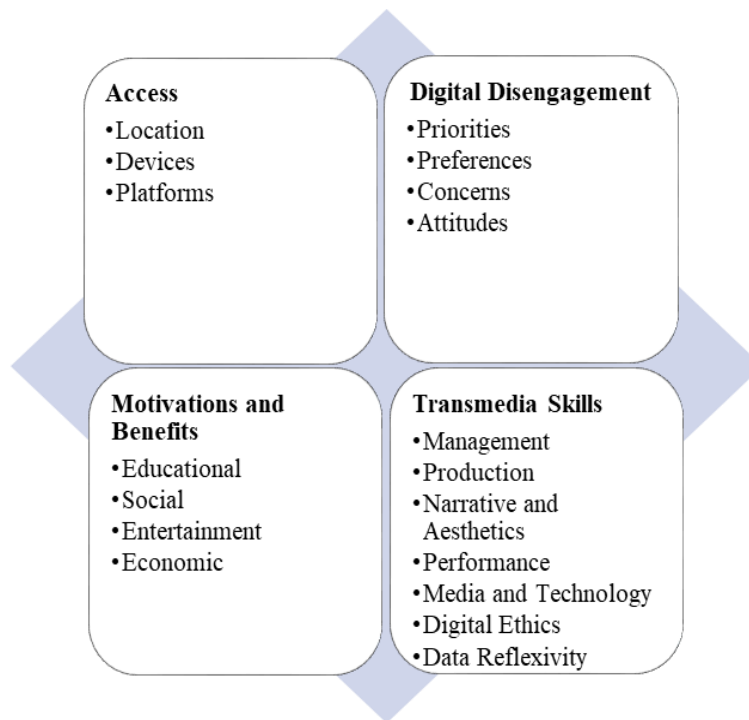 Access
•Location
•Devices
•Platforms
Digital Disengagement
•Priorities
•Preferences
•Concerns
•Attitudes
Motivations and
Benefits
•Educational
•Social
•Entertainment
•Economic
Transmedia Skills
•Management
•Production
•Narrative and
Aesthetics
•Performance
•Media and Technology
•Digital Ethics
•Data Reflexivity